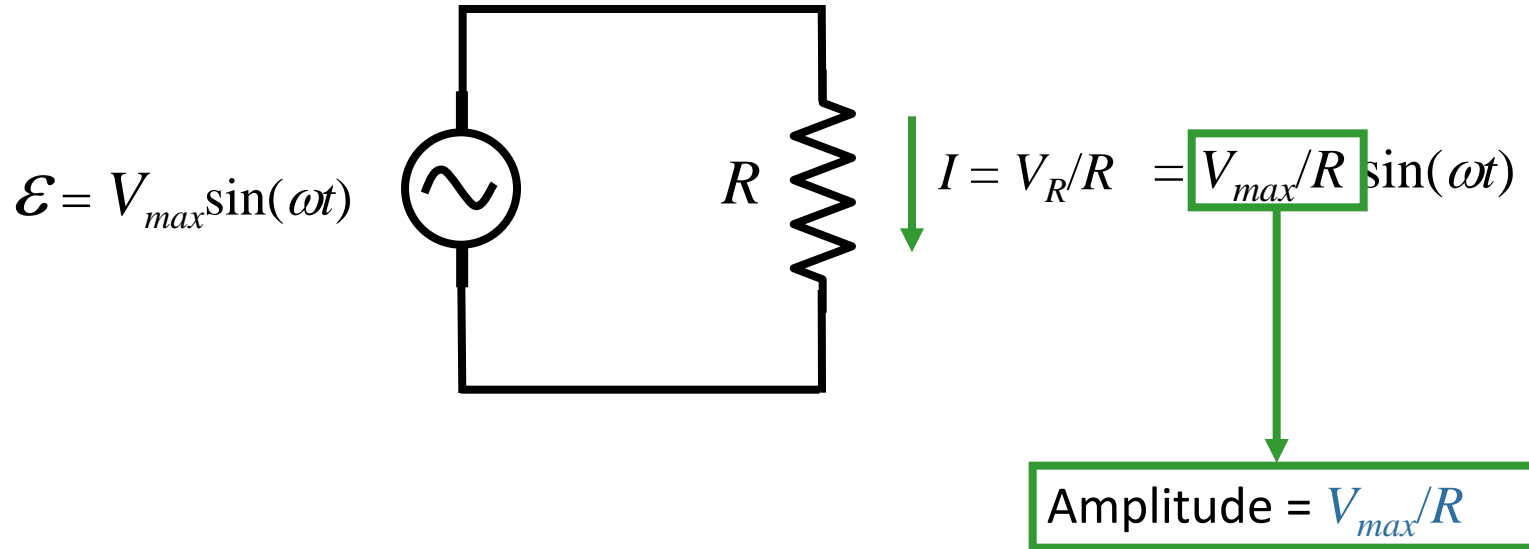 ℰ = V_max sin(ωt)
R
I = V_R/R = V_max/R sin(ωt)
Amplitude = V_max/R